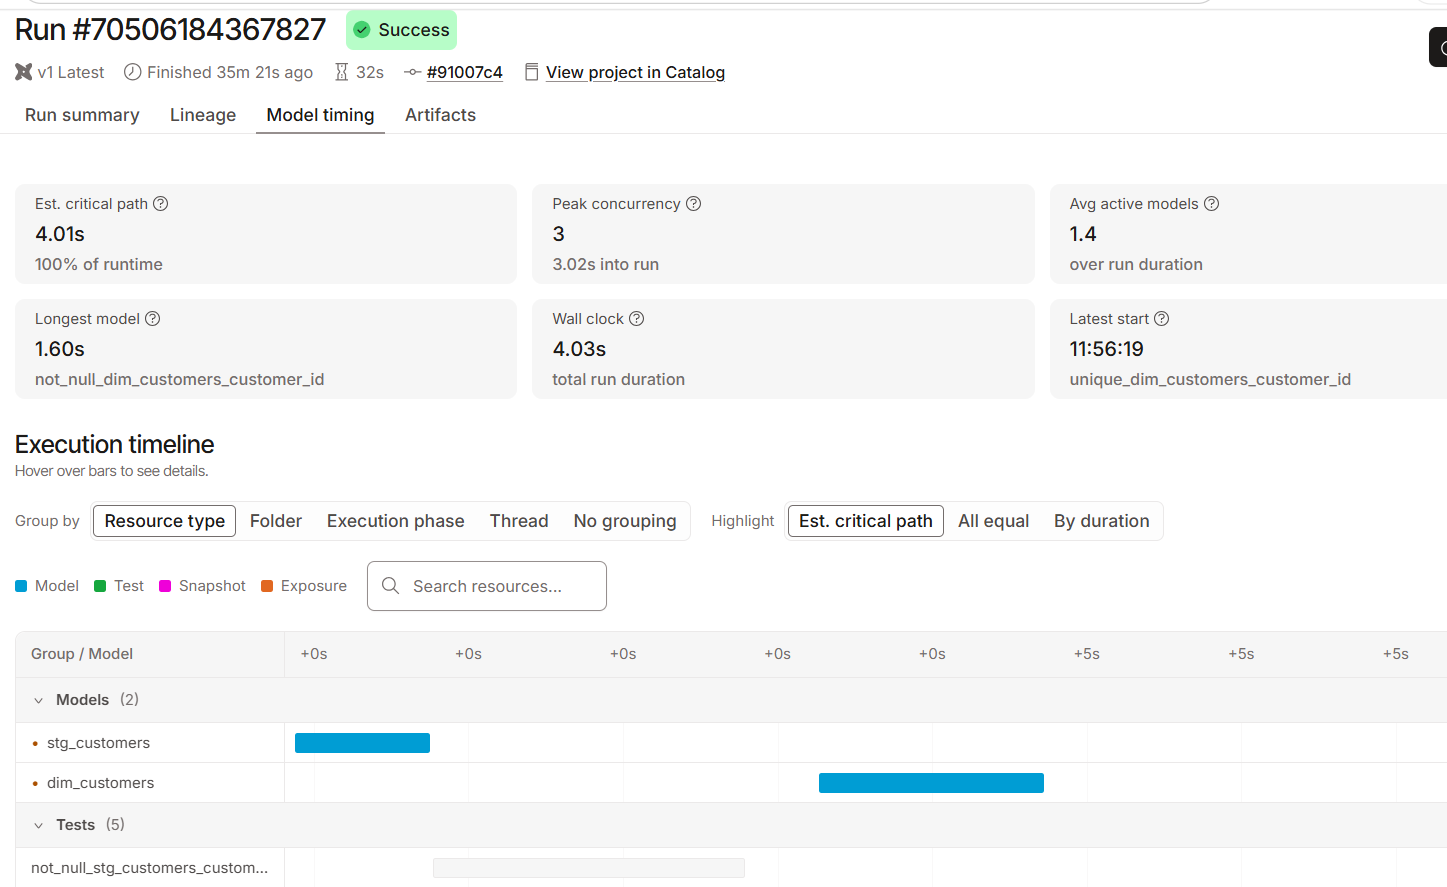 Run #70506184367827 Success
v1 Latest Finished 35m 21s ago 32s #91007c4 View project in Catalog
Run summary Lineage Model timing Artifacts
Est. critical path
4.01s
100% of runtime
Peak concurrency
3
3.02s into run
Avg active models
1.4
over run duration
Longest model
1.60s
not_null_dim_customers_customer_id
Wall clock
4.03s
total run duration
Latest start
11:56:19
unique_dim_customers_customer_id
Execution timeline
Hover over bars to see details.
Group by Resource type Folder Execution phase Thread No grouping Highlight Est. critical path All equal By duration
Model Test Snapshot Exposure Search resources...
Group / Model +0s +0s +0s +0s +0s +5s +5s +5s
Models (2)
stg_customers
dim_customers
Tests (5)
not_null_stg_customers_custom...